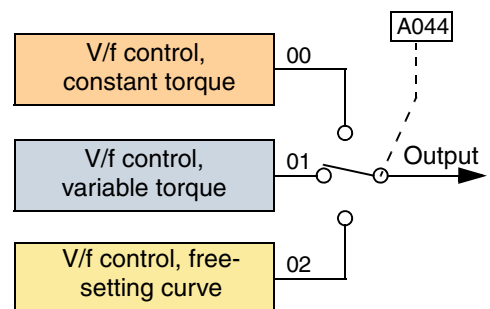 A044
V/f control,
constant torque
00
V/f control,
variable torque
01
Output
V/f control, free-
setting curve
02